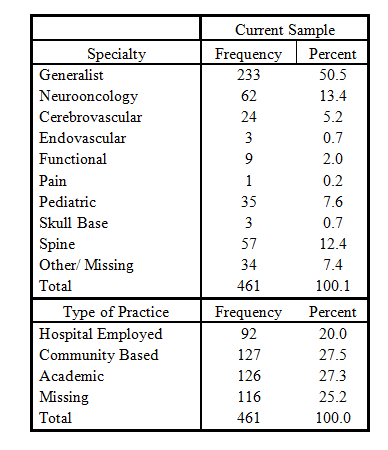 Current Sample
Specialty Frequency Percent
Generalist 233 50.5
Neurooncology 62 13.4
Cerebrovascular 24 5.2
Endovascular 3 0.7
Functional 9 2.0
Pain 1 0.2
Pediatric 35 7.6
Skull Base 3 0.7
Spine 57 12.4
Other/ Missing 34 7.4
Total 461 100.1
Type of Practice Frequency Percent
Hospital Employed 92 20.0
Community Based 127 27.5
Academic 126 27.3
Missing 116 25.2
Total 461 100.0